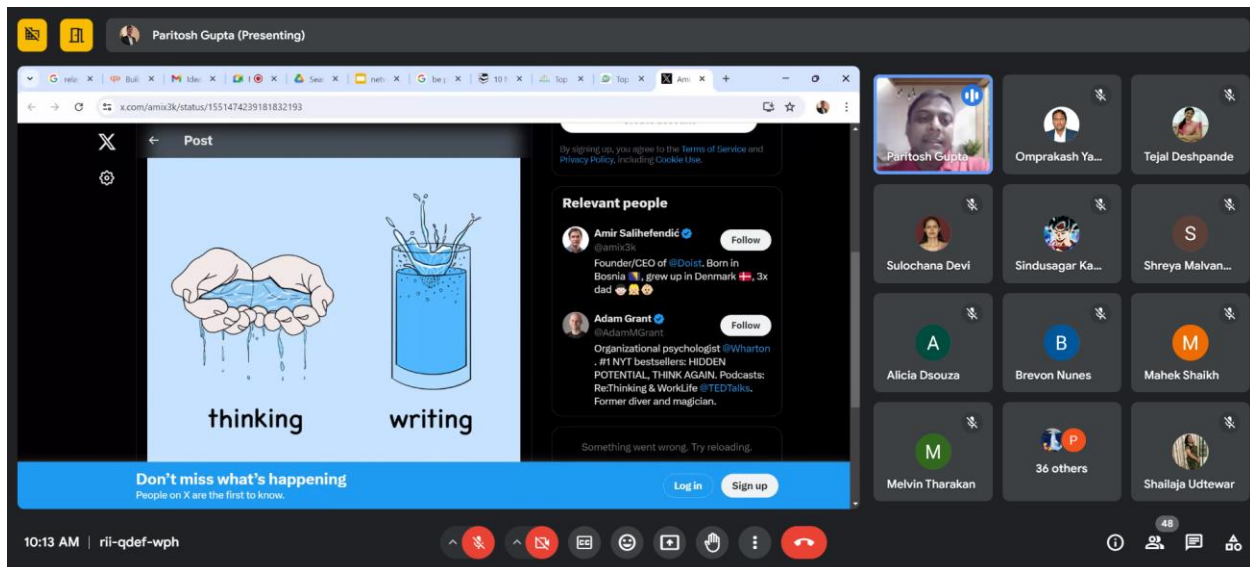 Paritosh Gupta (Presenting)
x.com/amix3k/status/1551474239181832193
Post
By signing up, you agree to the Terms of Service and
Privacy Policy, including Cookie Use.
Relevant people
Amir Salihefendić
@amix3k
Follow
Founder/CEO of @Doist. Born in
Bosnia, grew up in Denmark, 3x
dad
Adam Grant
@AdamMGrant
Follow
Organizational psychologist @Wharton
. #1 NYT bestsellers: HIDDEN
POTENTIAL, THINK AGAIN. Podcasts:
Re:Thinking & WorkLife @TEDTalks.
Former diver and magician.
Something went wrong. Try reloading.
thinking
writing
Don't miss what's happening
People on X are the first to know.
Log in
Sign up
Paritosh Gupta
Omprakash Ya...
Tejal Deshpande
Sulochana Devi
Sindusagar Ka...
S
Shreya Malvan...
A
Alicia Dsouza
B
Brevon Nunes
M
Mahek Shaikh
M
Melvin Tharakan
P
36 others
Shailaja Udtewar
10:13 AM | rii-qdef-wph
CC
48